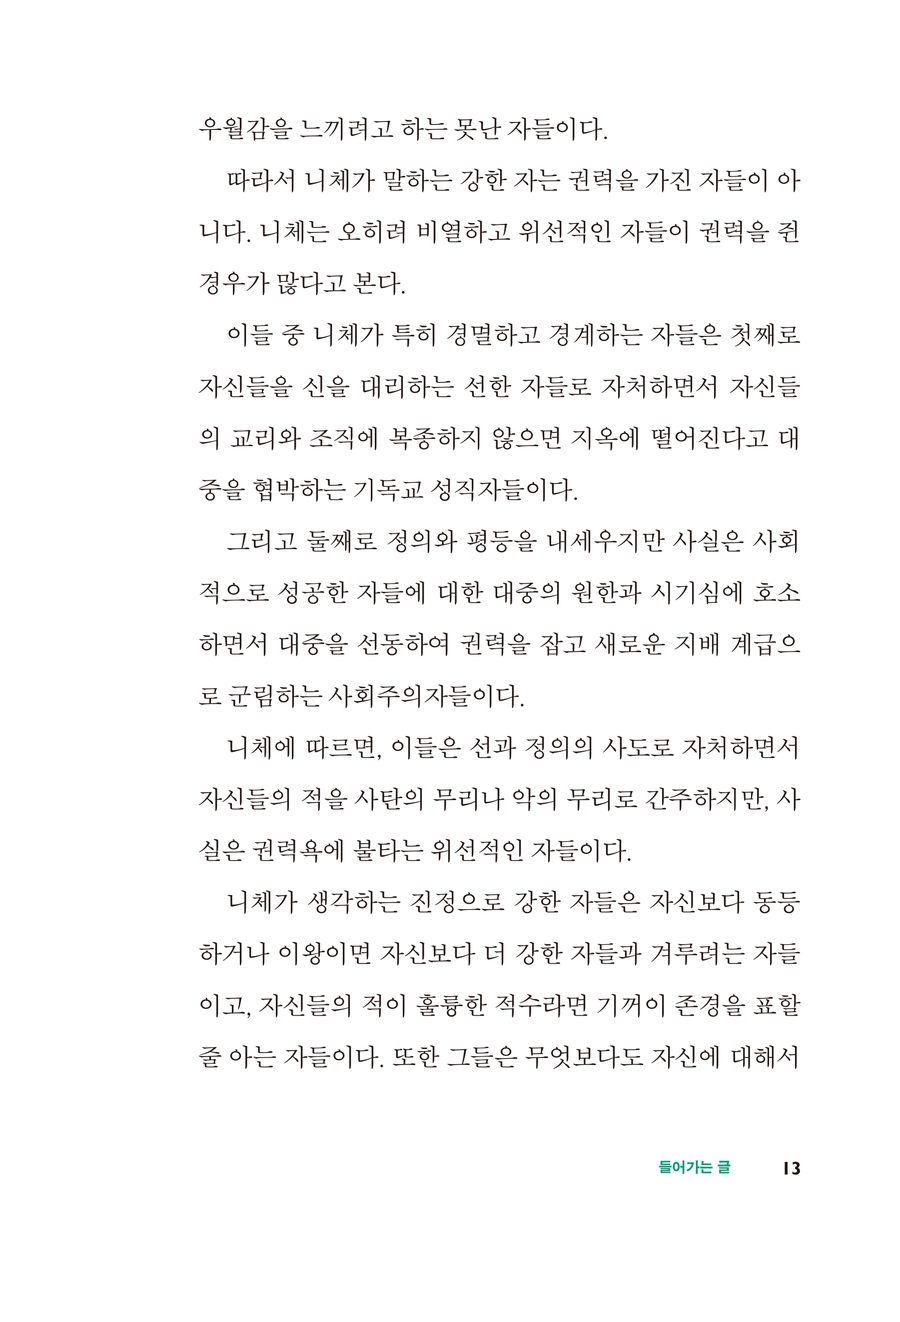 우월감을 느끼려고 하는 못난 자들이다.
따라서 니체가 말하는 강한 자는 권력을 가진 자들이 아
니다. 니체는 오히려 비열하고 위선적인 자들이 권력을 쥔
경우가 많다고 본다.
이들 중 니체가 특히 경멸하고 경계하는 자들은 첫째로
자신들을 신을 대리하는 선한 자들로 자처하면서 자신들
의 교리와 조직에 복종하지 않으면 지옥에 떨어진다고 대
중을 협박하는 기독교 성직자들이다.
그리고 둘째로 정의와 평등을 내세우지만 사실은 사회
적으로 성공한 자들에 대한 대중의 원한과 시기심에 호소
하면서 대중을 선동하여 권력을 잡고 새로운 지배 계급으
로 군림하는 사회주의자들이다.
니체에 따르면, 이들은 선과 정의의 사도로 자처하면서
자신들의 적을 사탄의 무리나 악의 무리로 간주하지만, 사
실은 권력욕에 불타는 위선적인 자들이다.
니체가 생각하는 진정으로 강한 자들은 자신보다 동등
하거나 이왕이면 자신보다 더 강한 자들과 겨루려는 자들
이고, 자신들의 적이 훌륭한 적수라면 기꺼이 존경을 표할
줄 아는 자들이다. 또한 그들은 무엇보다도 자신에 대해서
들어가는 글 13